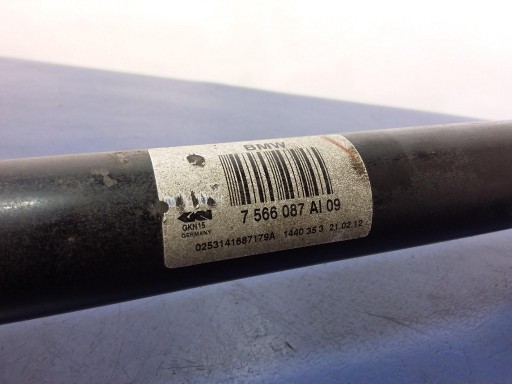 BMW
7 566 087 AI 09
GKN
GKN15
GERMANY
0253141687179A 1440 35 3 21.02.12